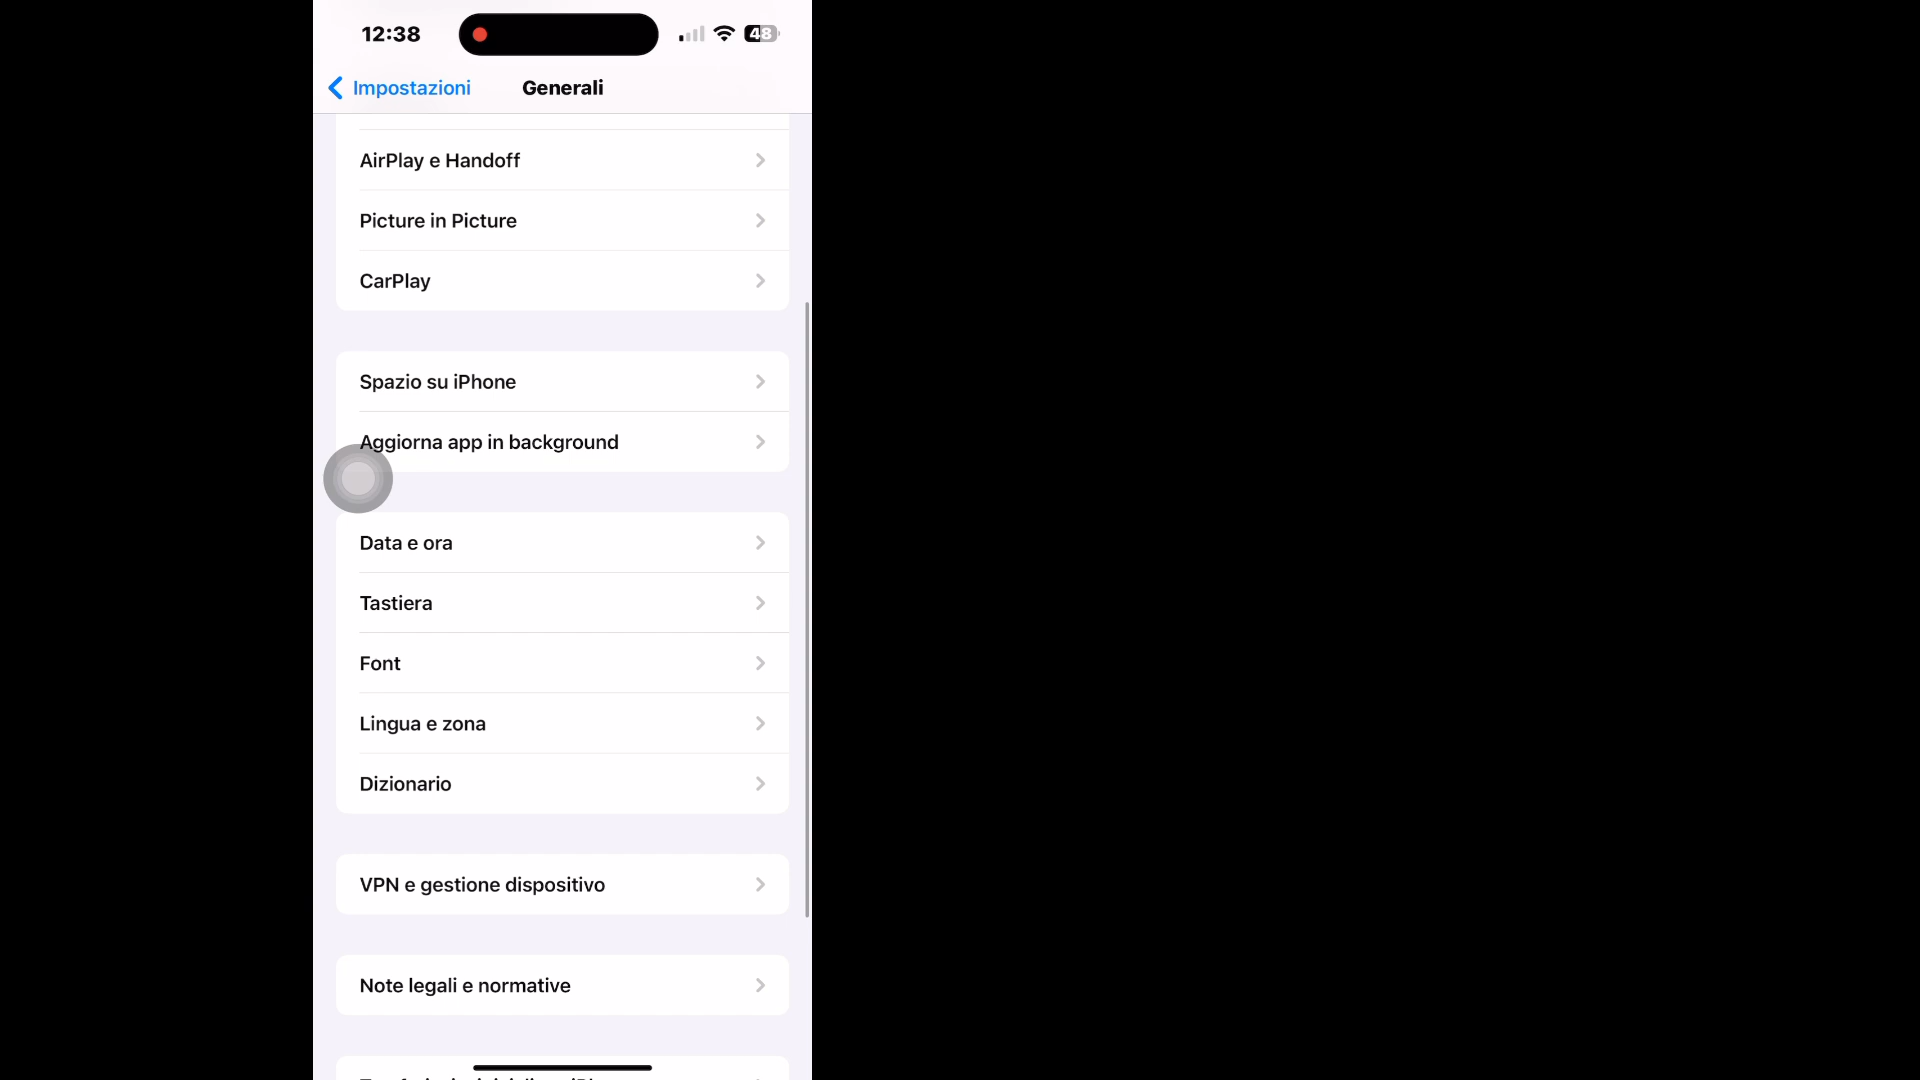 12:38
48
Impostazioni
Generali
AirPlay e Handoff
Picture in Picture
CarPlay
Spazio su iPhone
Aggiorna app in background
Data e ora
Tastiera
Font
Lingua e zona
Dizionario
VPN e gestione dispositivo
Note legali e normative